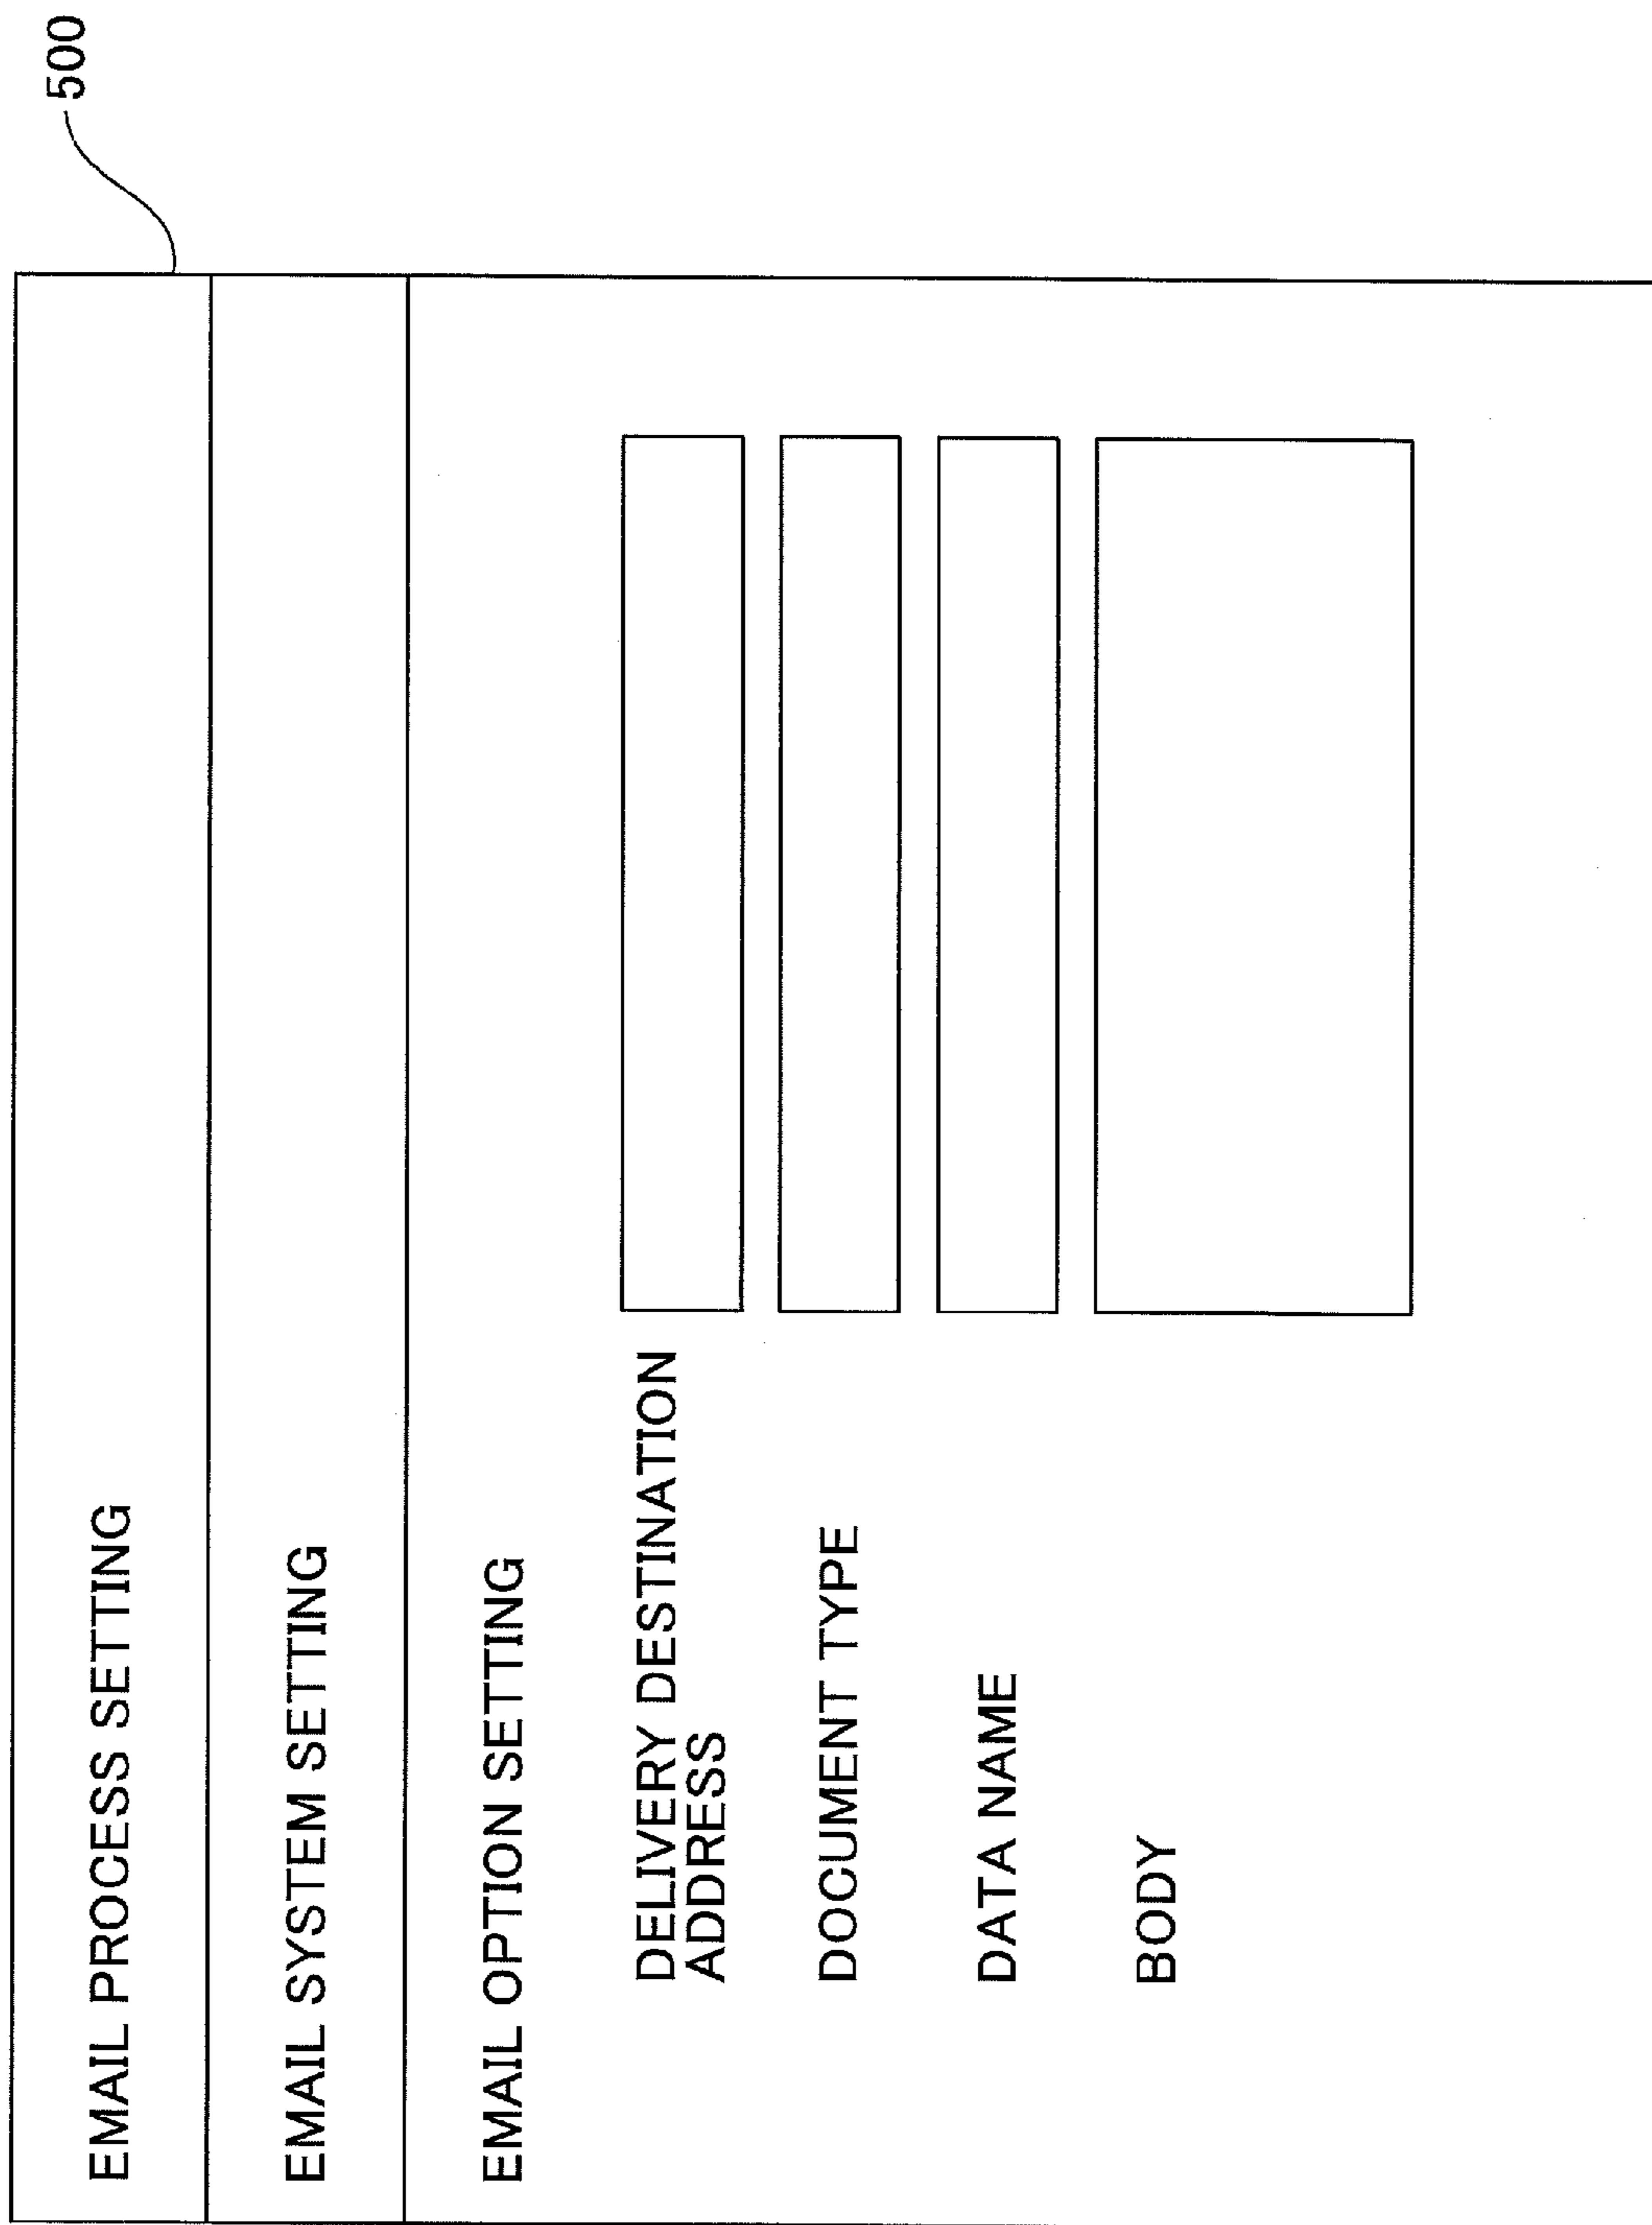 500
EMAIL PROCESS SETTING
EMAIL SYSTEM SETTING
EMAIL OPTION SETTING
DELIVERY DESTINATION
ADDRESS
DOCUMENT TYPE
DATA NAME
BODY